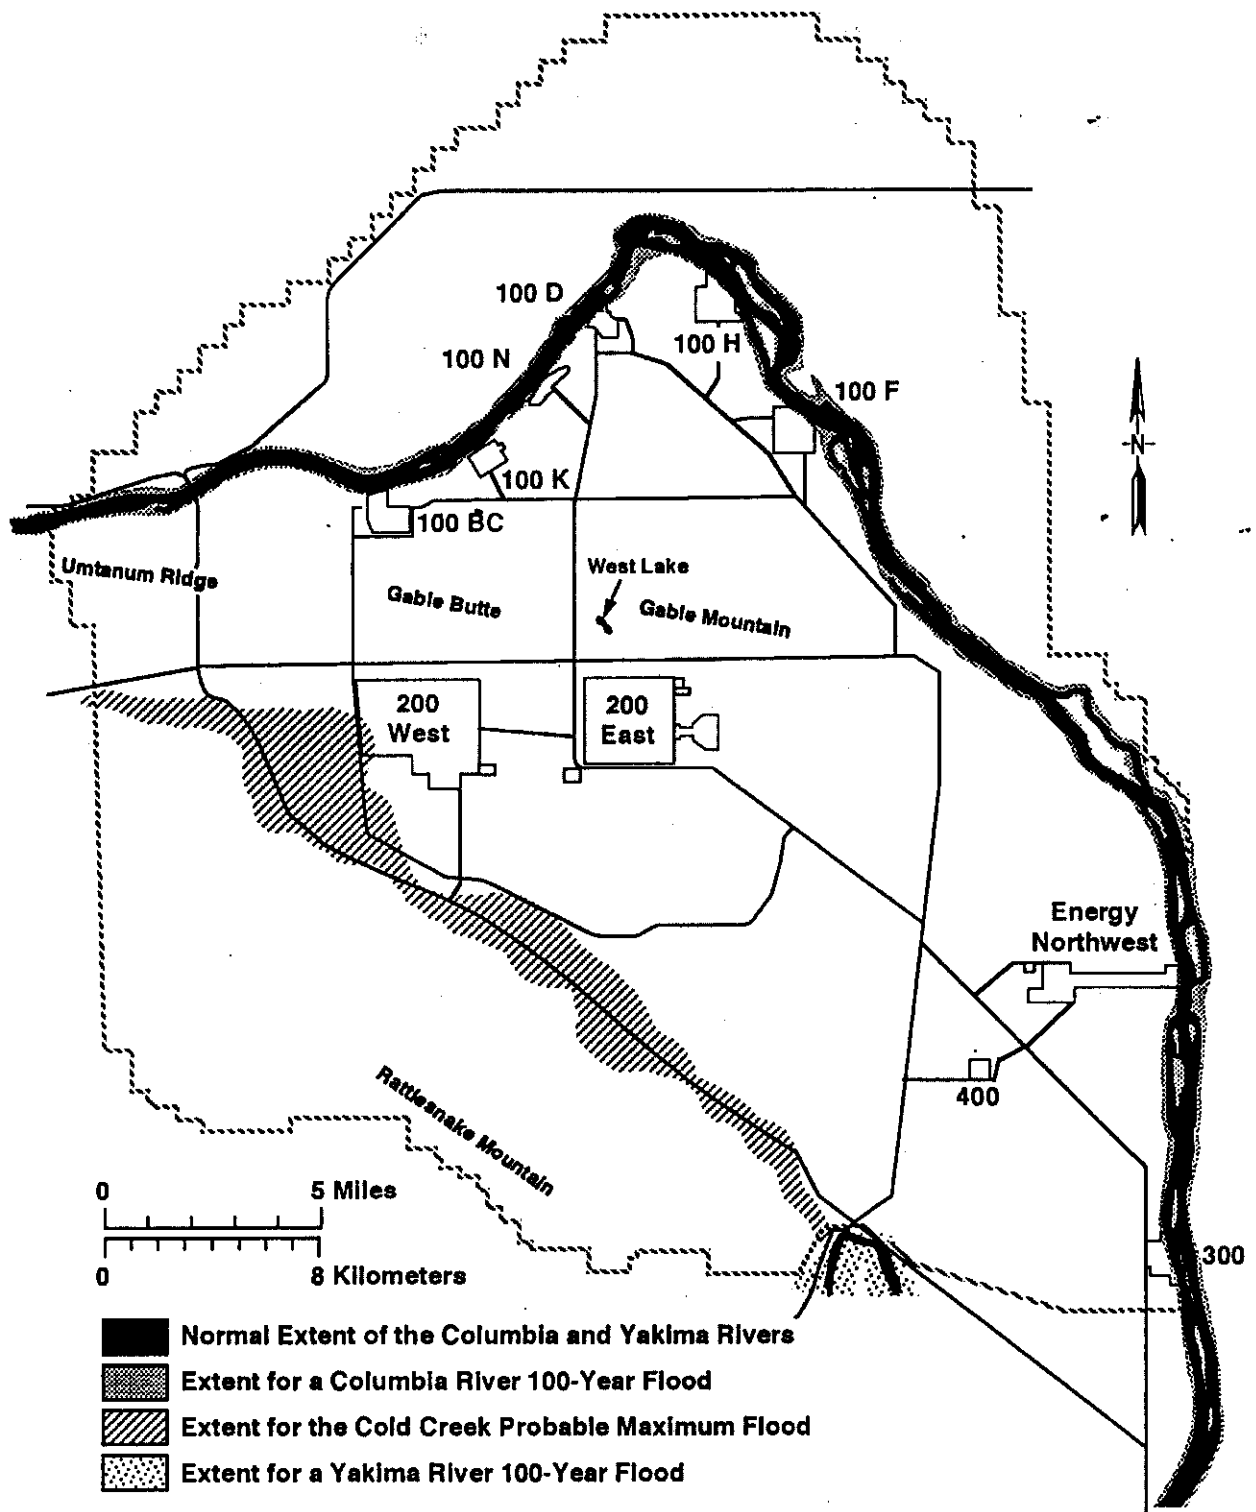 100 D
100 N
100 H
100 F
N
100 K
100 BC
Umtanum Ridge
West Lake
Gable Butte
Gable Mountain
200
West
200
East
Energy
Northwest
400
Rattlesnake Mountain
0 5 Miles
0 8 Kilometers
300
Normal Extent of the Columbia and Yakima Rivers
Extent for a Columbia River 100-Year Flood
Extent for the Cold Creek Probable Maximum Flood
Extent for a Yakima River 100-Year Flood